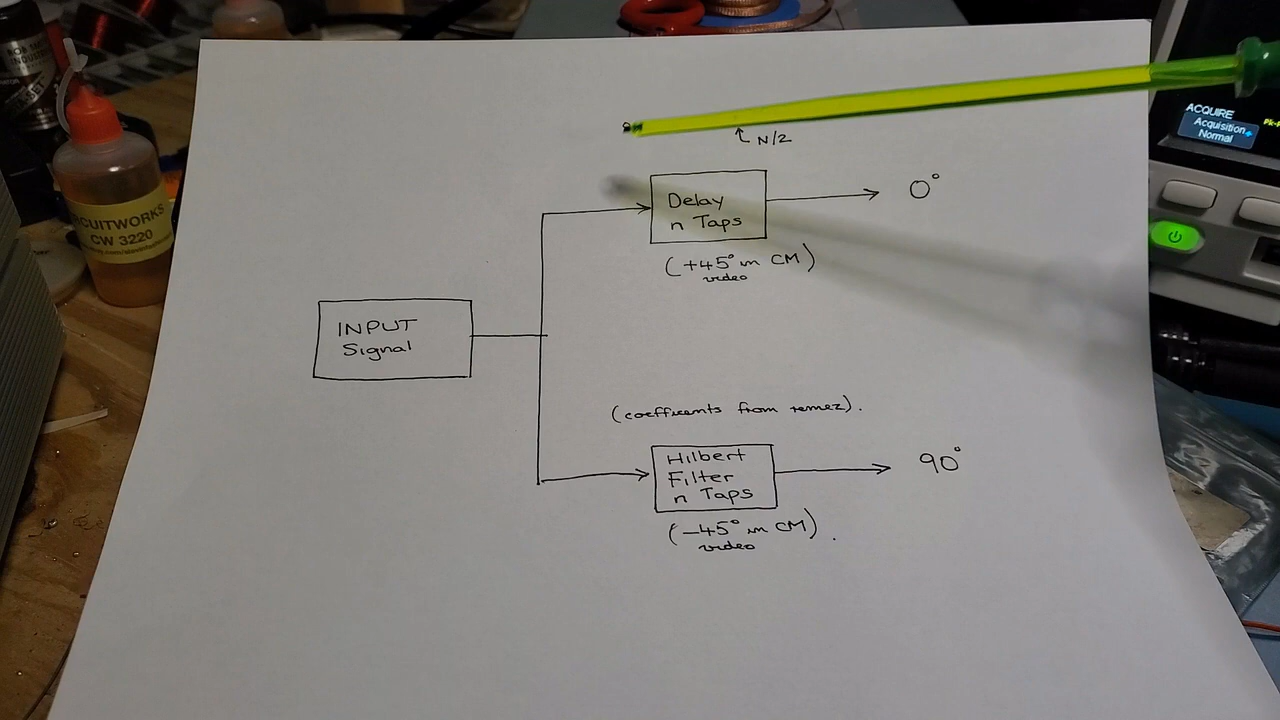 N/2
Delay
n Taps
0°
(+45° in CM)
video
INPUT
Signal
(coefficents from remez).
Hilbert
Filter
n Taps
90°
(-45° in CM).
video
CIRCUITWORKS
CW 3220
ACQUIRE
Acquisition
Normal